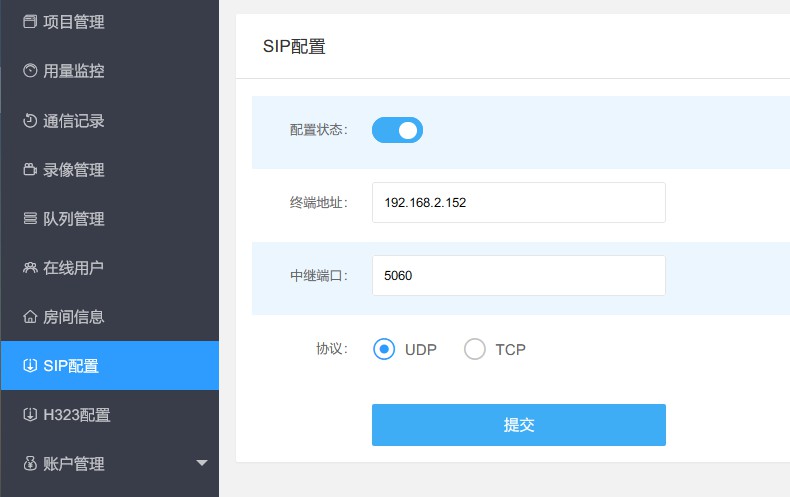 项目管理
用量监控
通信记录
录像管理
队列管理
在线用户
房间信息
SIP配置
H323配置
账户管理
SIP配置
配置状态：
终端地址： 192.168.2.152
中继端口： 5060
协议： UDP TCP
提交